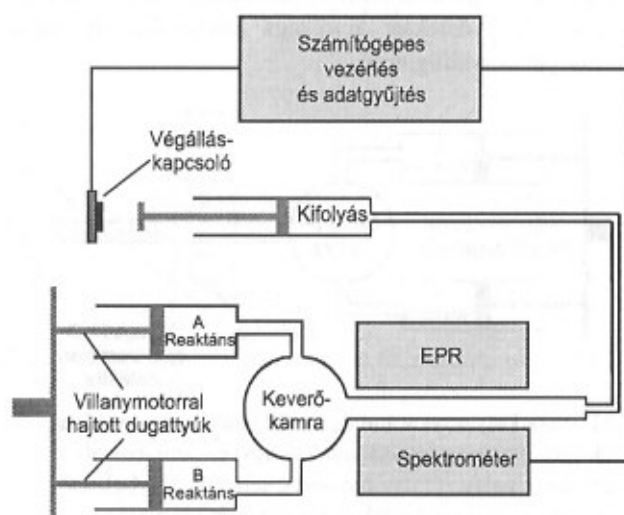 Számítógépes
vezérlés
és adatgyűjtés
Végállás-
kapcsoló
Kifolyás
A
Reaktáns
EPR
Keverő-
kamra
Villanymotorral
hajtott dugattyúk
B
Reaktáns
Spektrométer